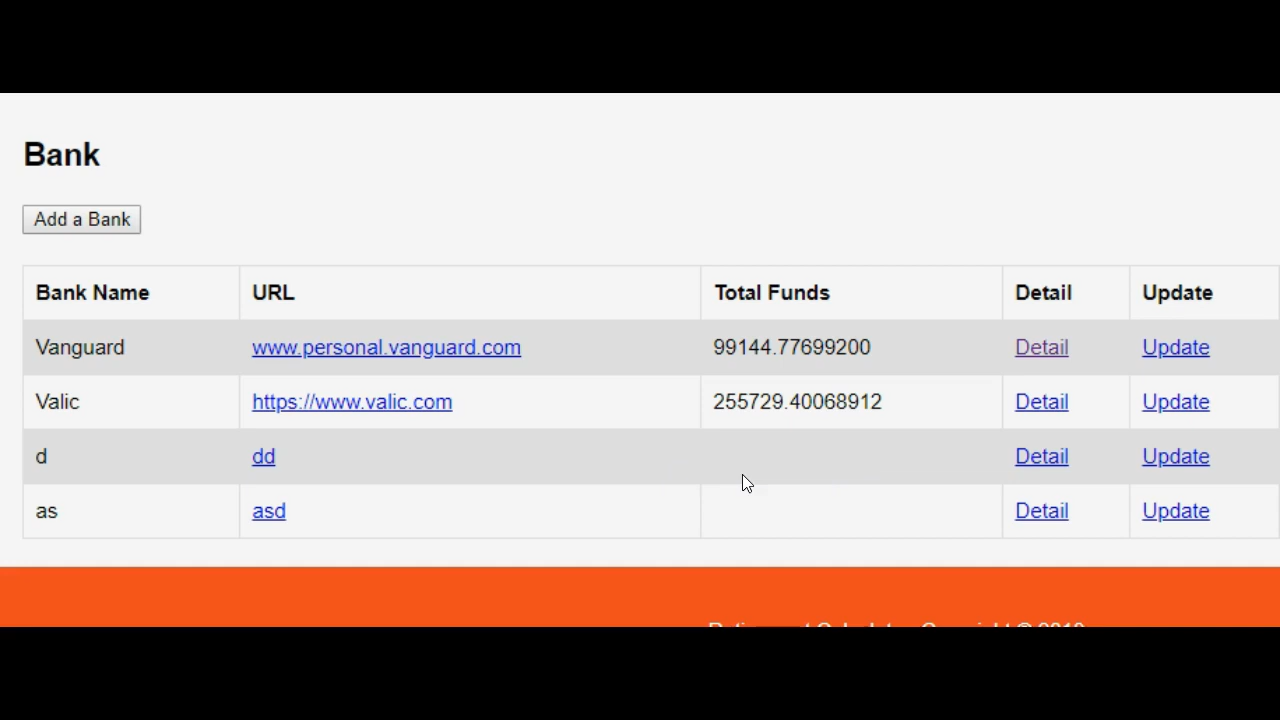 Bank
Add a Bank
Bank Name URL Total Funds Detail Update
Vanguard www.personal.vanguard.com 99144.77699200 Detail Update
Valic https://www.valic.com 255729.40068912 Detail Update
d dd Detail Update
as asd Detail Update